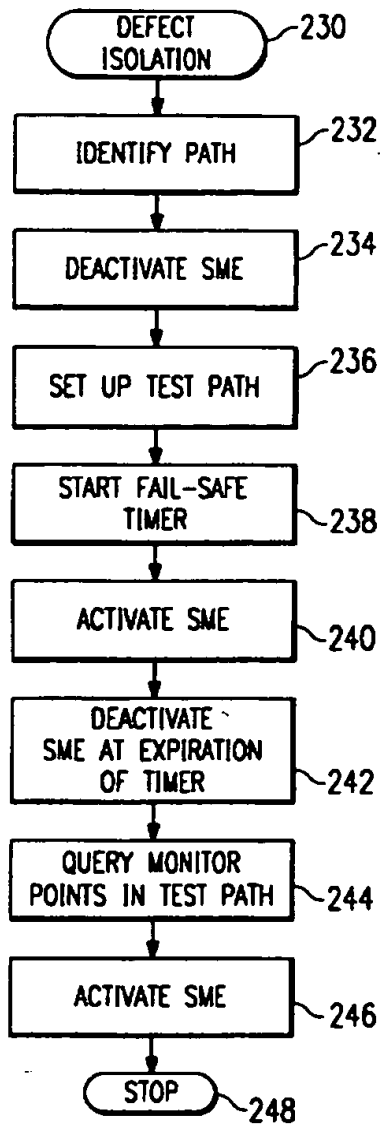 DEFECT
ISOLATION
230
IDENTIFY PATH
232
DEACTIVATE SME
234
SET UP TEST PATH
236
START FAIL-SAFE
TIMER
238
ACTIVATE SME
240
DEACTIVATE
SME AT EXPIRATION
OF TIMER
242
QUERY MONITOR
POINTS IN TEST PATH
244
ACTIVATE SME
246
STOP
248